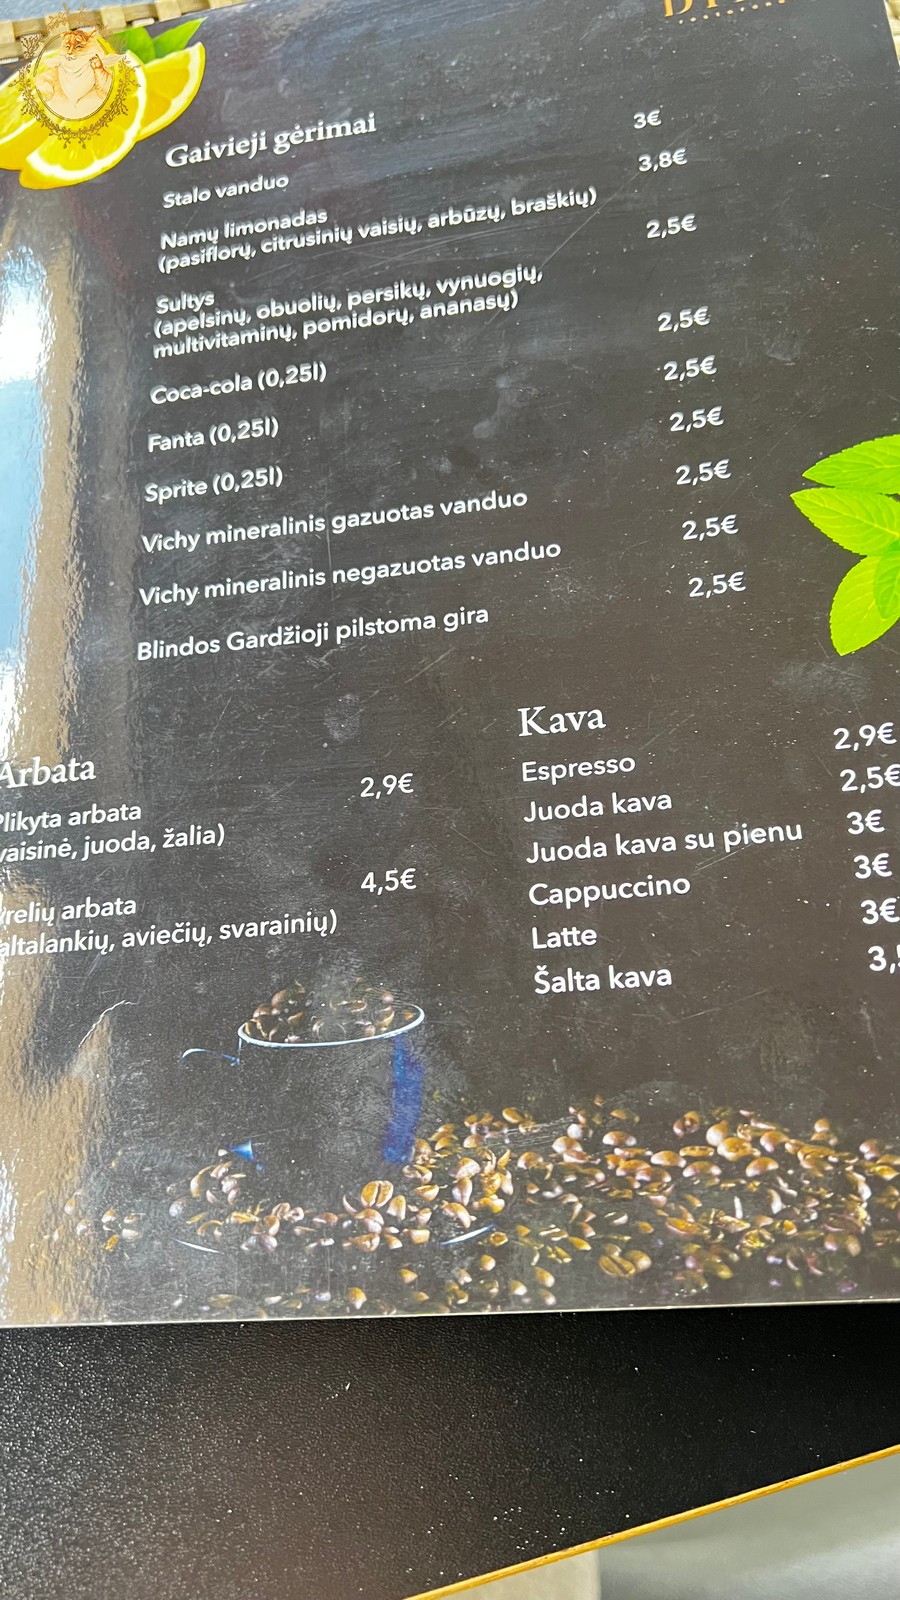 Gaivieji gėrimai
Stalo vanduo 3€
Namų limonadas 3,8€
(pasiflorų, citrusinių vaisių, arbūzų, braškių)
Sultys 2,5€
(apelsinų, obuolių, persikų, vynuogių,
multivitaminų, pomidorų, ananasų)
Coca-cola (0,25l) 2,5€
Fanta (0,25l) 2,5€
Sprite (0,25l) 2,5€
Vichy mineralinis gazuotas vanduo 2,5€
Vichy mineralinis negazuotas vanduo 2,5€
Blindos Gardžioji pilstoma gira 2,5€
Arbata
Plikyta arbata 2,9€
vaisinė, juoda, žalia)
arbata 4,5€
altalankių, aviečių, svarainių)
Kava
Espresso 2,9€
Juoda kava 2,5€
Juoda kava su pienu 3€
Cappuccino 3€
Latte 3€
Šalta kava 3,